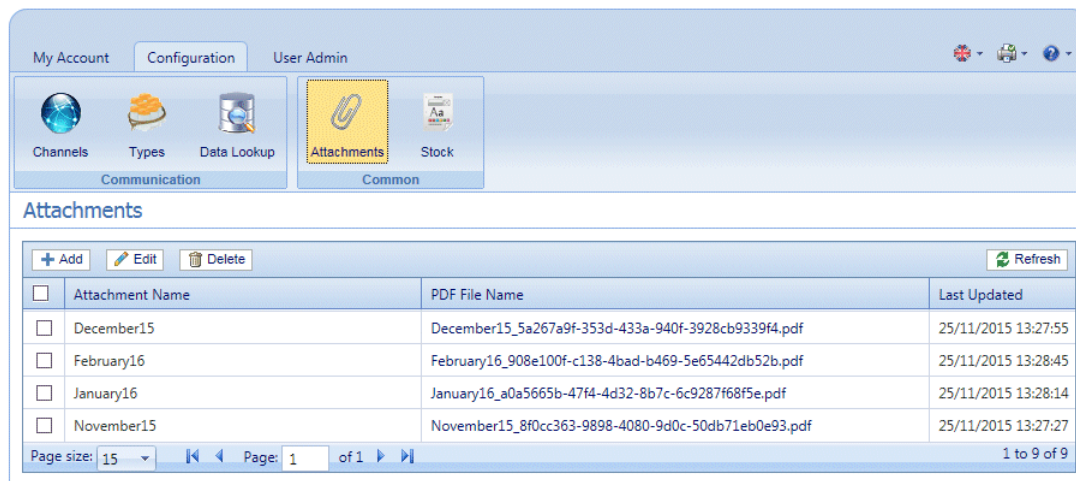 My Account Configuration User Admin
Channels Types Data Lookup Attachments Aa Stock
Communication Common
Attachments
Add Edit Delete Refresh
Attachment Name PDF File Name Last Updated
December15 December15_5a267a9f-353d-433a-940f-3928cb9339f4.pdf 25/11/2015 13:27:55
February16 February16_908e100f-c138-4bad-b469-5e65442db52b.pdf 25/11/2015 13:28:45
January16 January16_a0a5665b-47f4-4d32-8b7c-6c9287f68f5e.pdf 25/11/2015 13:28:14
November15 November15_8f0cc363-9898-4080-9d0c-50db71eb0e93.pdf 25/11/2015 13:27:27
Page size: 15 Page: 1 of 1 1 to 9 of 9